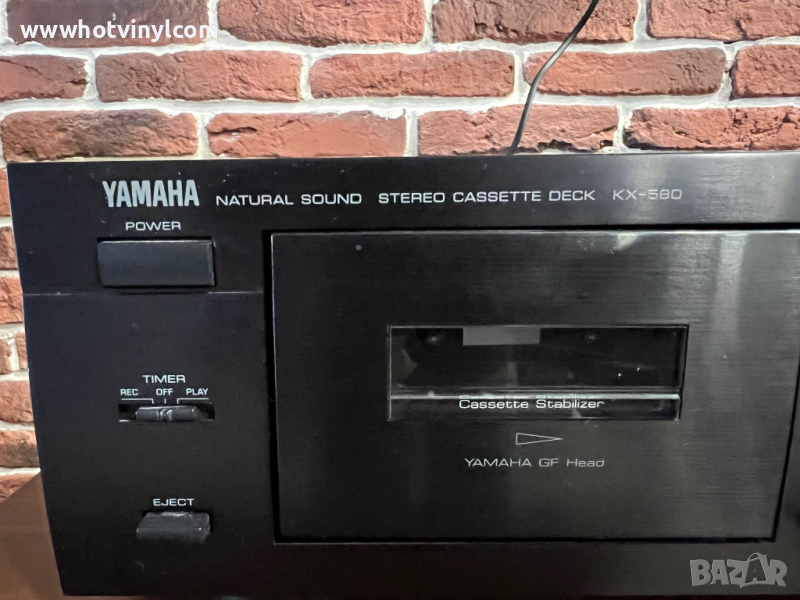 www.hotvinyl.com
YAMAHA NATURAL SOUND STEREO CASSETTE DECK KX-580
POWER
TIMER
REC OFF PLAY
Cassette Stabilizer
YAMAHA GF Head
EJECT
BAZAR